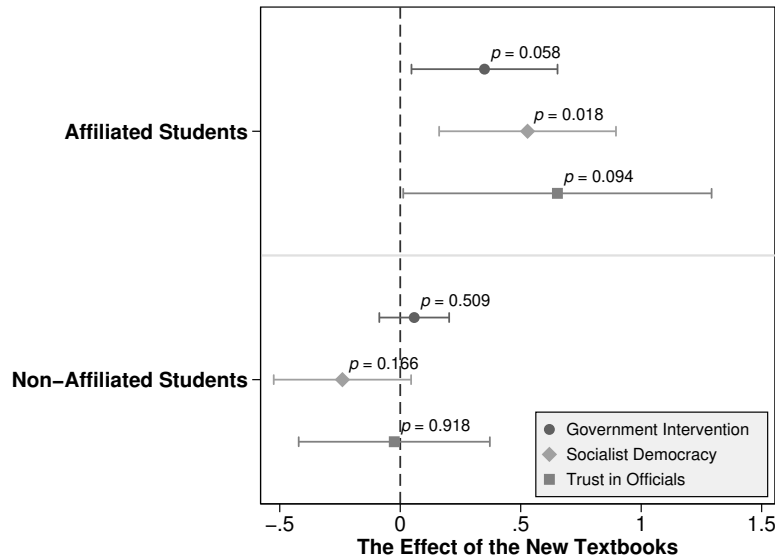 p = 0.058
Affiliated Students
p = 0.018
p = 0.094
p = 0.509
Non−Affiliated Students
p = 0.166
p = 0.918
Government Intervention
Socialist Democracy
Trust in Officials
−.5 0 .5 1 1.5
The Effect of the New Textbooks